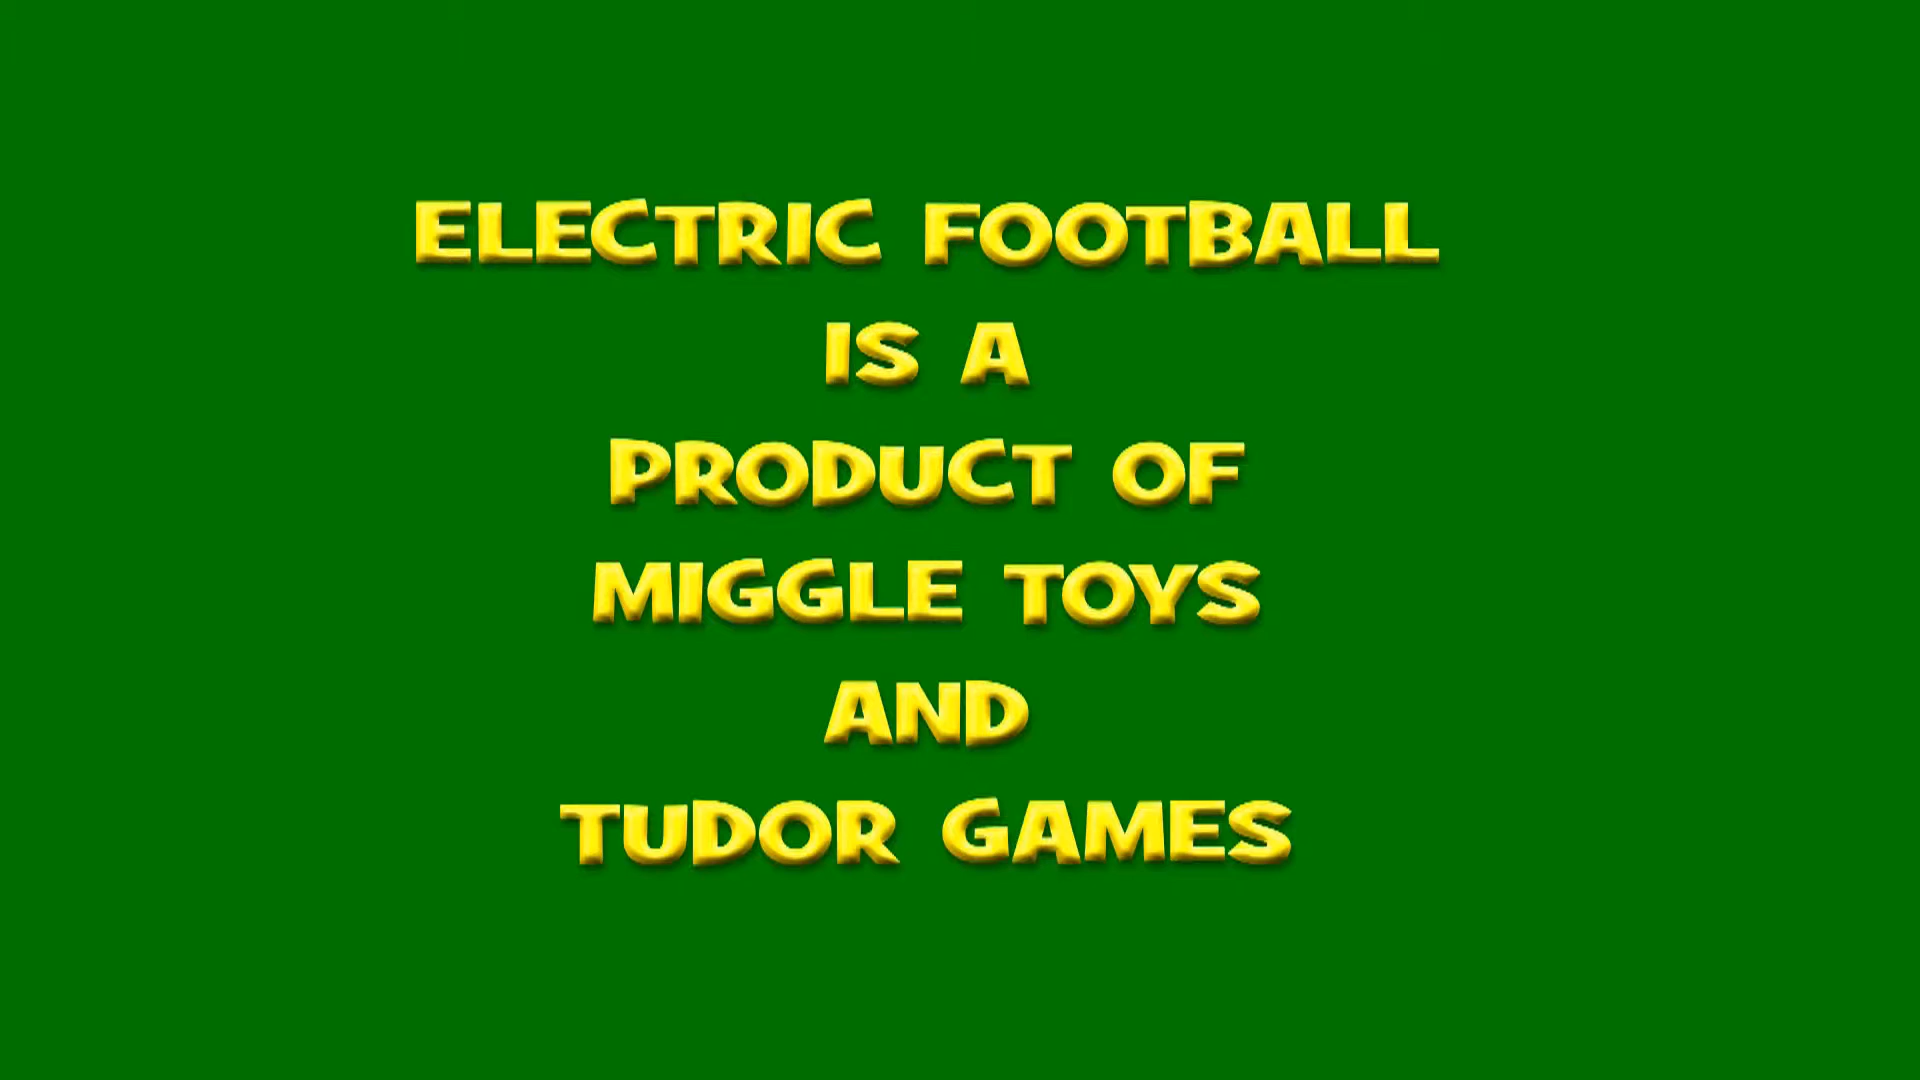 ELECTRIC FOOTBALL
IS A
PRODUCT OF
MIGGLE TOYS
AND
TUDOR GAMES